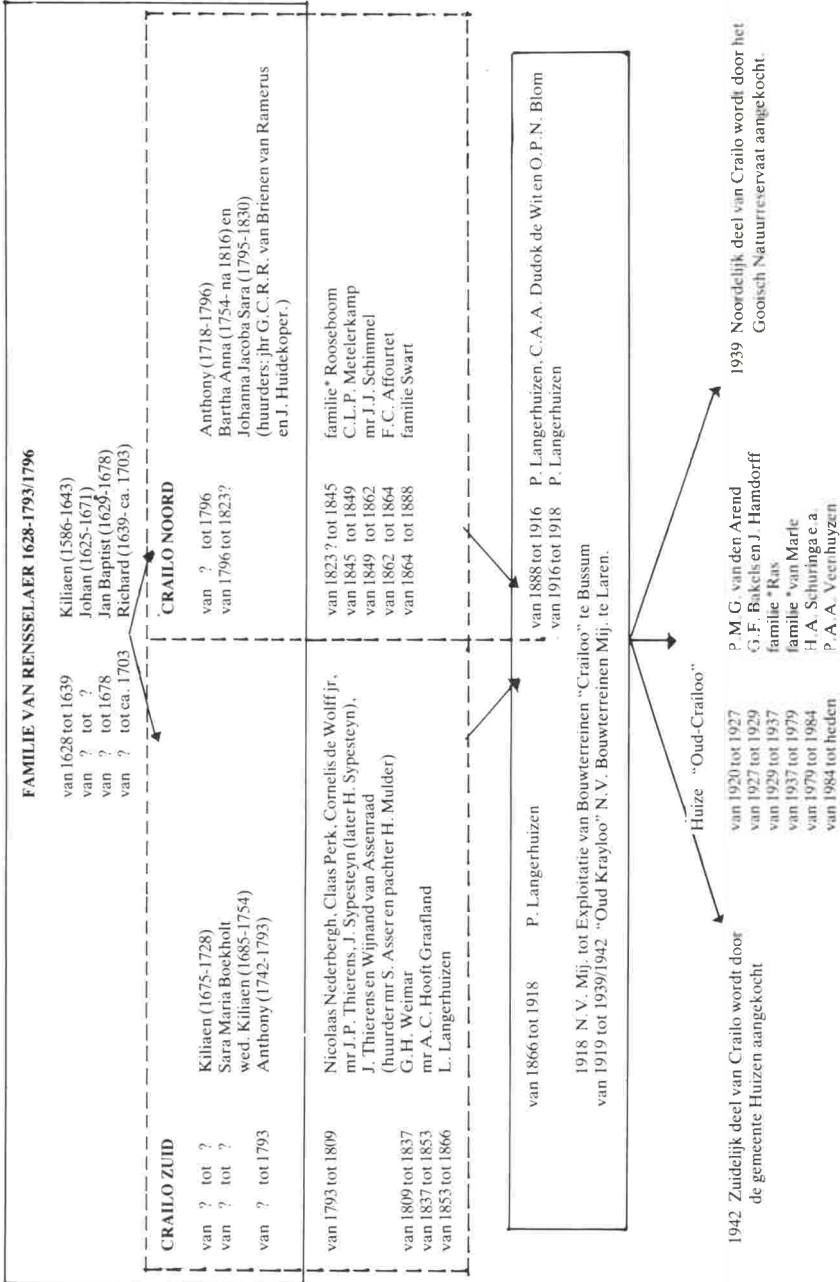 FAMILIE VAN RENSSELAER 1628-1793/1796
van 1628 tot 1639 Kiliaen (1586-1643)
van ? tot ? Johan (1625-1671)
van ? tot 1678 Jan Baptist (1629-1678)
van ? tot ca. 1703 Richard (1639- ca. 1703)
CRAILO ZUID
van ? tot ? Kiliaen (1675-1728)
van ? tot ? Sara Maria Boekholt
wed. Kiliaen (1685-1754)
van ? tot 1793 Anthony (1742-1793)
van 1793 tot 1809 Nicolaas Nederbergh, Claas Perk, Cornelis de Wolff jr,
mr J.P. Thierens, J. Sypesteyn (later H. Sypesteyn),
J. Thierens en Wijnand van Assenraad
(huurder mr S. Asser en pachter H. Mulder)
van 1809 tot 1837 G.H. Weimar
van 1837 tot 1853 mr A.C. Hooft Graafland
van 1853 tot 1866 L. Langerhuizen
CRAILO NOORD
van ? tot 1796 Anthony (1718-1796)
van 1796 tot 1823? Bartha Anna (1754- na 1816) en
Johanna Jacoba Sara (1795-1830)
(huurders: jhr G.C.R.R. van Brienen van Ramerus
en J. Huidekoper.)
van 1823 ? tot 1845 familie* Rooseboom
van 1845 tot 1849 C.L.P. Metelerkamp
van 1849 tot 1862 mr J.J. Schimmel
van 1862 tot 1864 F.C. Affourtet
van 1864 tot 1888 familie Swart
van 1866 tot 1918 P. Langerhuizen
van 1888 tot 1916 P. Langerhuizen, C.A.A. Dudok de Wit en O.P.N. Blom
van 1916 tot 1918 P. Langerhuizen
1918 N.V. Mij. tot Exploitatie van Bouwterreinen "Crailoo" te Bussum
van 1919 tot 1939/1942 "Oud Krayloo" N.V. Bouwterreinen Mij. te Laren.
1942 Zuidelijk deel van Crailo wordt door
de gemeente Huizen aangekocht
Huize "Oud-Crailoo"
van 1920 tot 1927 P.M.G. van den Arend
van 1927 tot 1929 G.F. Bakels en J. Hamdorff
van 1929 tot 1937 familie *Ras
van 1937 tot 1979 familie *van Marle
van 1979 tot 1984 H.A. Schuringa e.a.
van 1984 tot heden P.A.A. Veenhuyzen
1939 Noordelijk deel van Crailo wordt door het
Gooisch Natuurreservaat aangekocht.